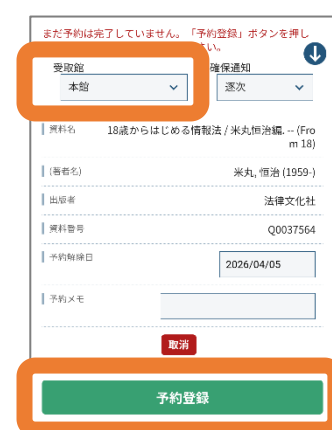 まだ予約は完了していません。「予約登録」ボタンを押し
い。
受取館
確保通知
本館
逐次
資料名
18歳からはじめる情報法 / 米丸恒治編. -- (Fro
m 18)
(著者名)
米丸, 恒治 (1959-)
出版者
法律文化社
資料番号
Q0037564
予約解除日
2026/04/05
予約メモ
取消
予約登録